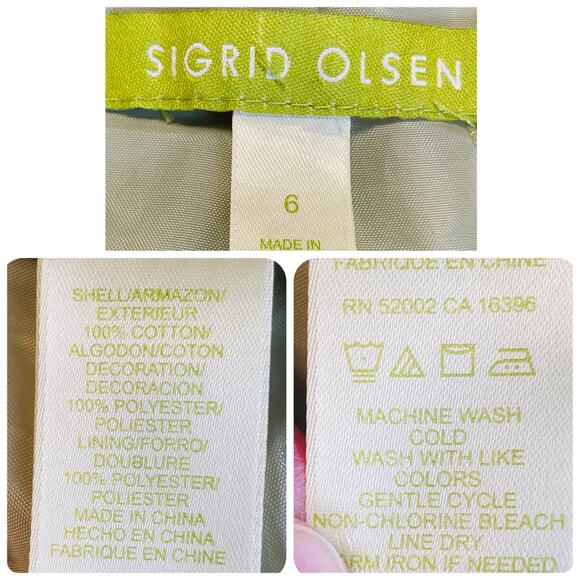 SIGRID OLSEN
6
MADE IN
SHELL/ARMAZON/
EXTERIEUR
100% COTTON/
ALGODON/COTON
DECORATION/
DECORACION
100% POLYESTER/
POLIESTER
LINING/FORRO/
DOUBLURE
100% POLYESTER/
POLIESTER
MADE IN CHINA
HECHO EN CHINA
FABRIQUE EN CHINE
FABRIQUE EN CHINE
RN 52002 CA 16396
MACHINE WASH
COLD
WASH WITH LIKE
COLORS
GENTLE CYCLE
NON-CHLORINE BLEACH
LINE DRY
ARM IRON IF NEEDED